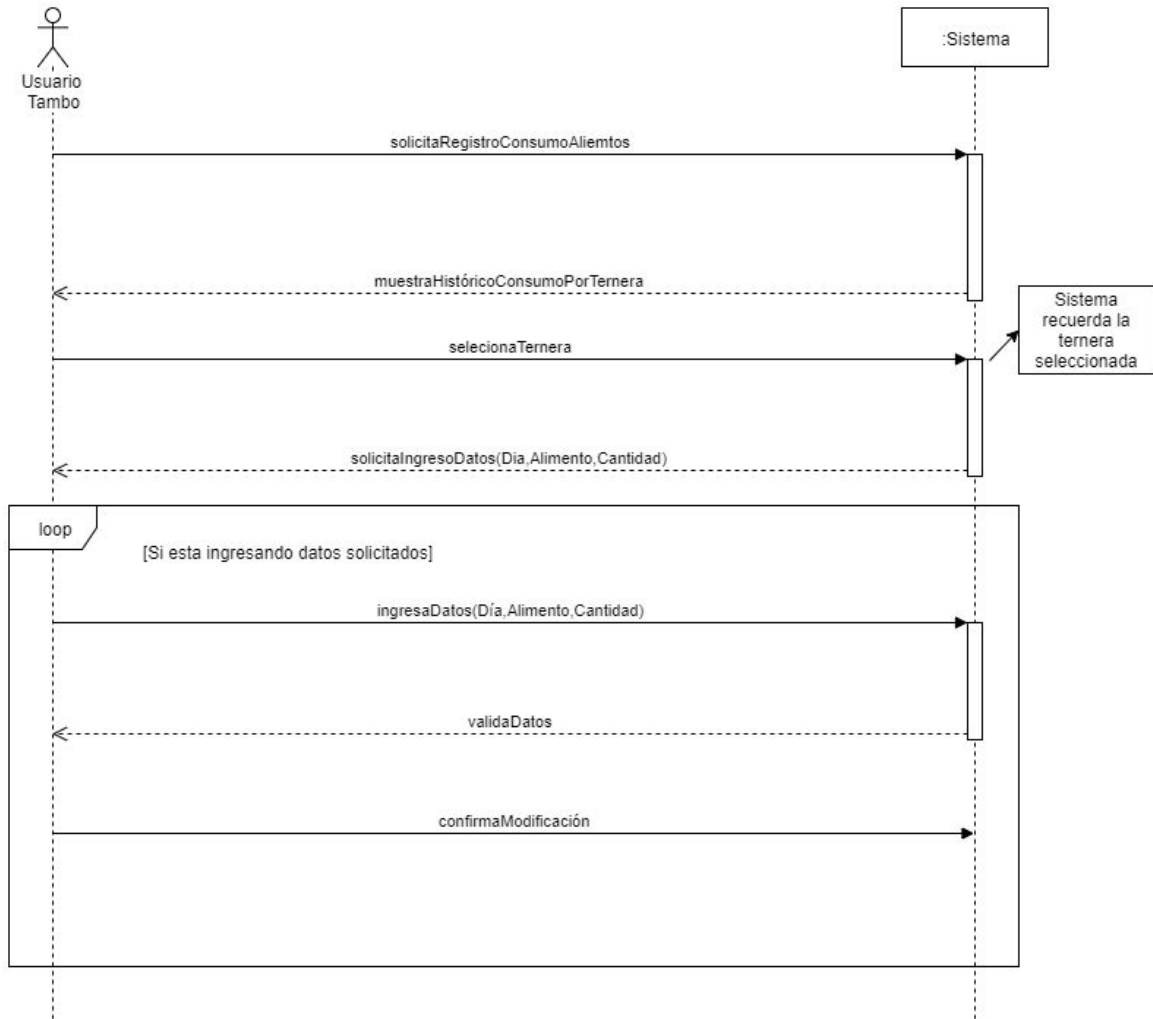 Usuario
Tambo
:Sistema
solicitaRegistroConsumoAliemtos
muestraHistóricoConsumoPorTernera
Sistema
recuerda la
ternera
seleccionada
selecionaTernera
solicitaIngresoDatos(Dia,Alimento,Cantidad)
loop
[Si esta ingresando datos solicitados]
ingresaDatos(Día,Alimento,Cantidad)
validaDatos
confirmaModificación